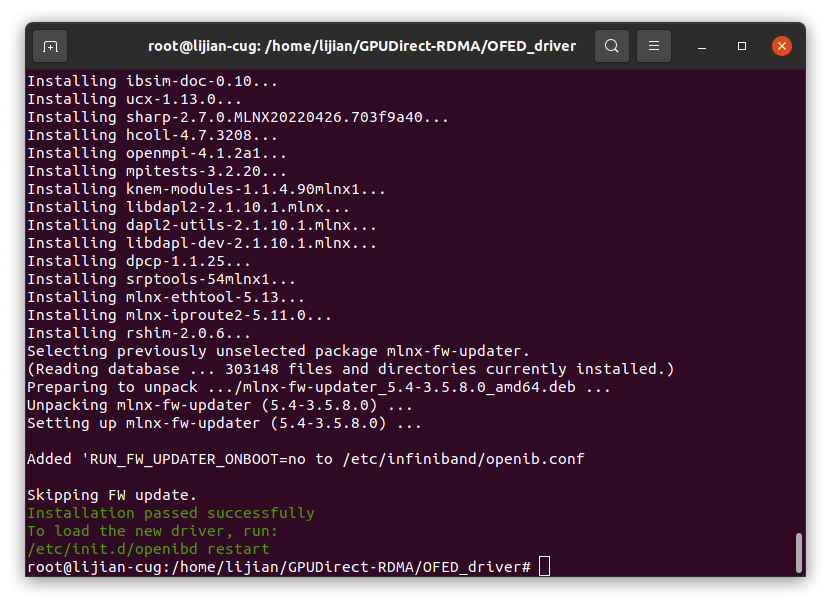 root@lijian-cug: /home/lijian/GPUDirect-RDMA/OFED_driver
Installing ibsim-doc-0.10...
Installing ucx-1.13.0...
Installing sharp-2.7.0.MLNX20220426.703f9a40...
Installing hcoll-4.7.3208...
Installing openmpi-4.1.2a1...
Installing mpitests-3.2.20...
Installing knem-modules-1.1.4.90mlnx1...
Installing libdapl2-2.1.10.1.mlnx...
Installing dapl2-utils-2.1.10.1.mlnx...
Installing libdapl-dev-2.1.10.1.mlnx...
Installing dpcp-1.1.25...
Installing srptools-54mlnx1...
Installing mlnx-ethtool-5.13...
Installing mlnx-iproute2-5.11.0...
Installing rshim-2.0.6...
Selecting previously unselected package mlnx-fw-updater.
(Reading database ... 303148 files and directories currently installed.)
Preparing to unpack .../mlnx-fw-updater_5.4-3.5.8.0_amd64.deb ...
Unpacking mlnx-fw-updater (5.4-3.5.8.0) ...
Setting up mlnx-fw-updater (5.4-3.5.8.0) ...
Added 'RUN_FW_UPDATER_ONBOOT=no to /etc/infiniband/openib.conf
Skipping FW update.
Installation passed successfully
To load the new driver, run:
/etc/init.d/openibd restart
root@lijian-cug:/home/lijian/GPUDirect-RDMA/OFED_driver#